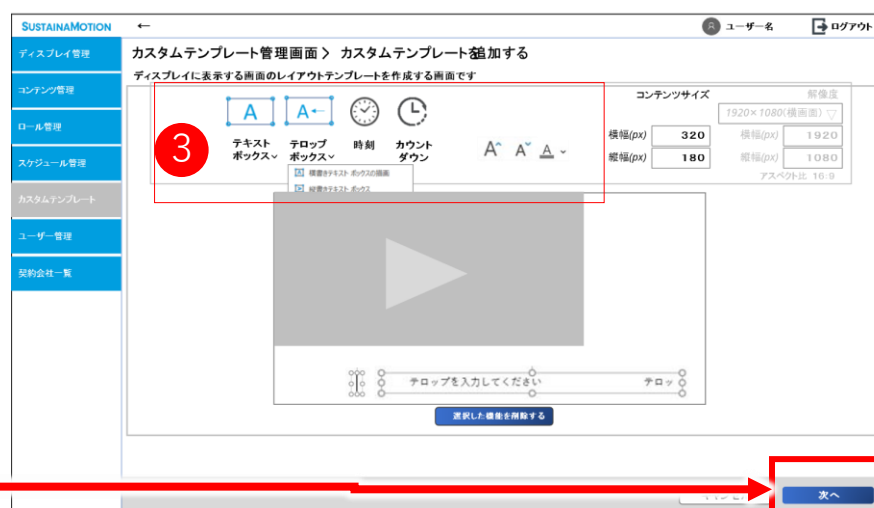 SUSTAINAMOTION
←
ユーザー名
ログアウト
ディスプレイ管理
コンテンツ管理
ロール管理
スケジュール管理
カスタムテンプレート
ユーザー管理
契約会社一覧
カスタムテンプレート管理画面 〉 カスタムテンプレートを追加する
ディスプレイに表示する画面のレイアウトテンプレートを作成する画面です
3
A
A←
テキスト
ボックス∨
テロップ
ボックス∨
時刻
カウント
ダウン
A^ A˅ A ⌄
横書きテキスト ボックスの描画
縦書きテキスト ボックス
コンテンツサイズ
横幅(px) 320
縦幅(px) 180
解像度
1920×1080(横画面) ▽
横幅(px) 1920
縦幅(px) 1080
アスペクト比 16:9
テロップを入力してください
テロッ
選択した機能を削除する
次へ